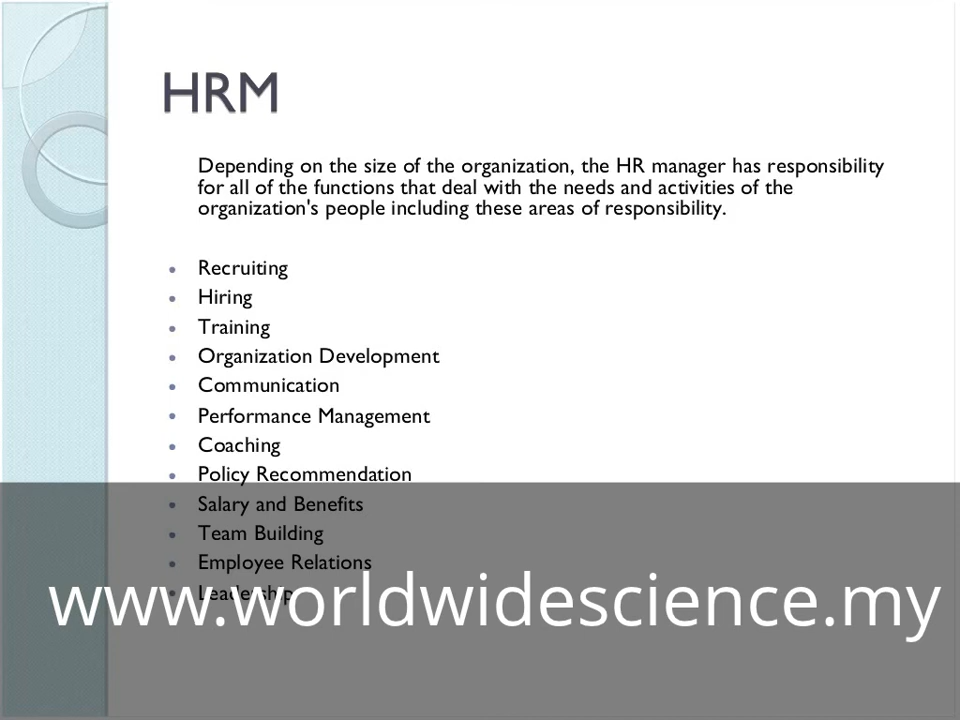 HRM
Depending on the size of the organization, the HR manager has responsibility
for all of the functions that deal with the needs and activities of the
organization's people including these areas of responsibility.
• Recruiting
• Hiring
• Training
• Organization Development
• Communication
• Performance Management
• Coaching
• Policy Recommendation
• Salary and Benefits
• Team Building
• Employee Relations
• Leadership
www.worldwidescience.my